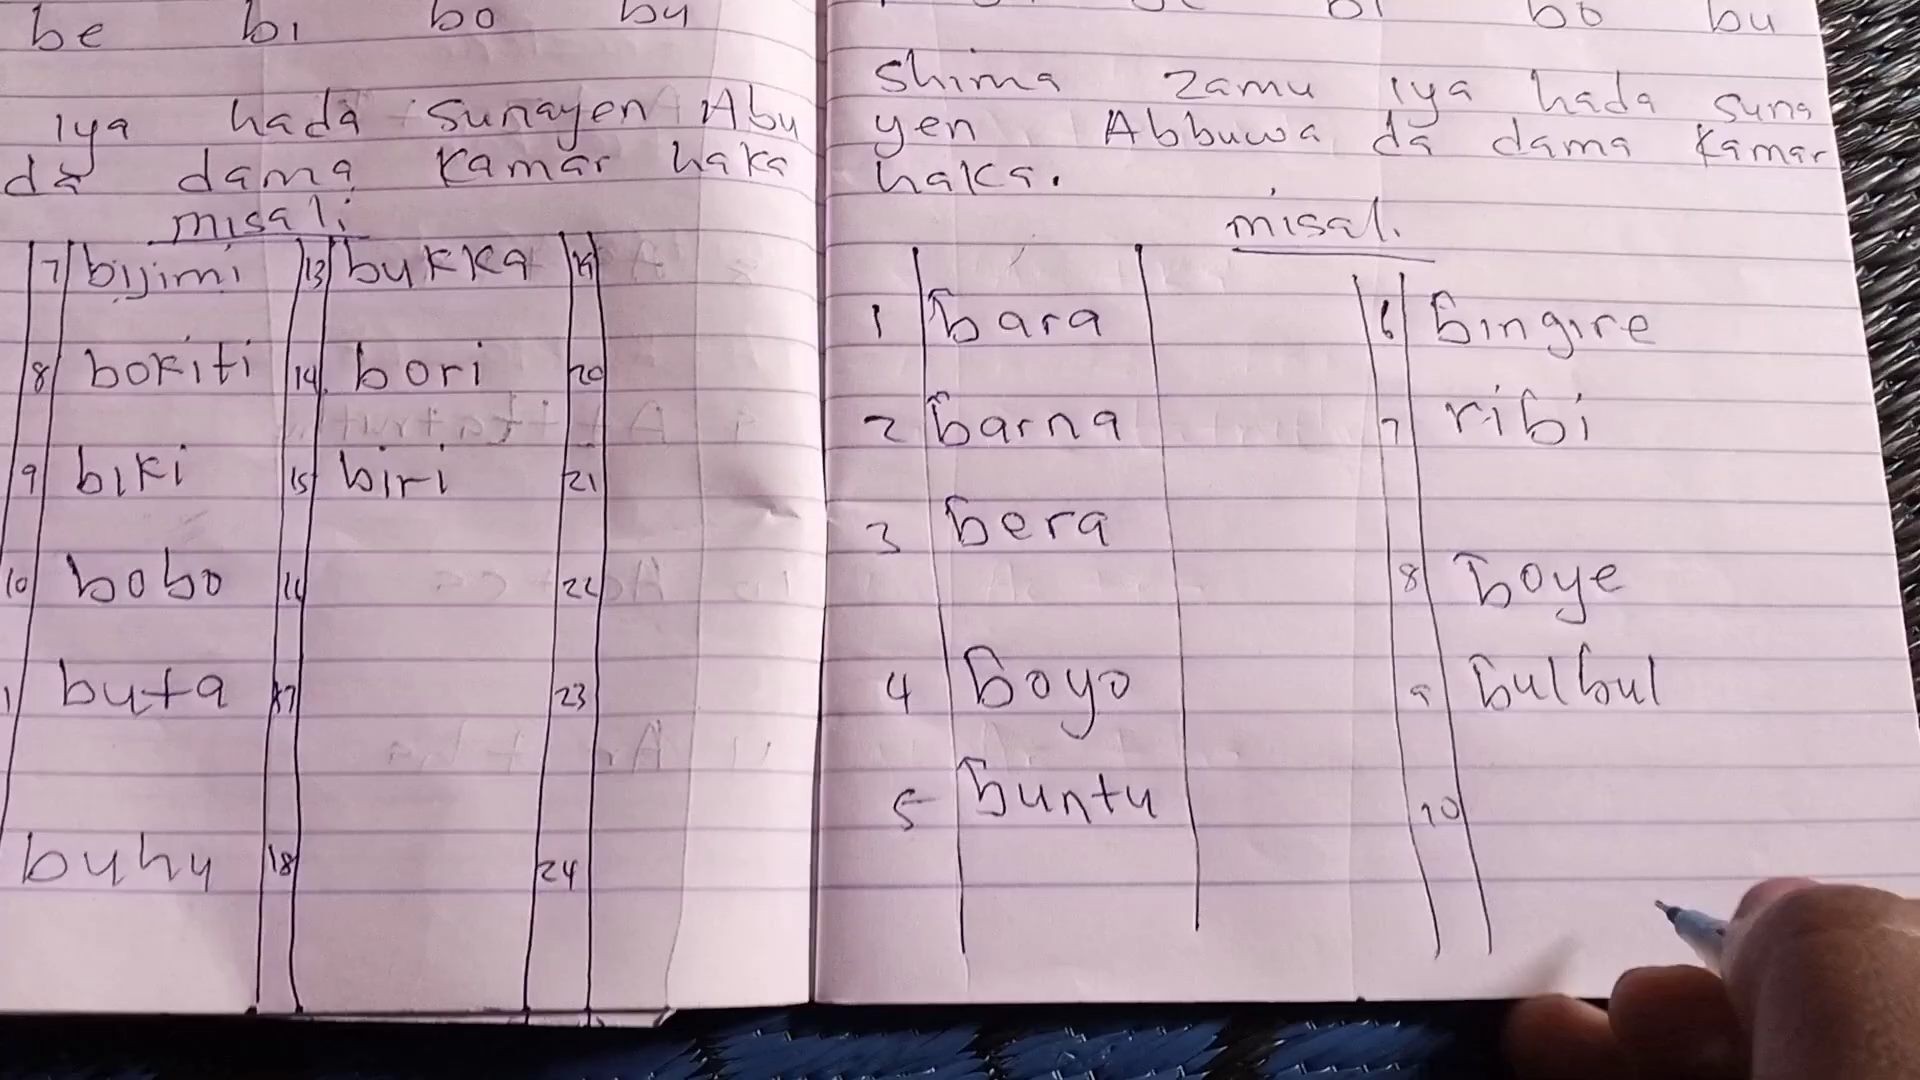 be bi bo bu
iya hada sunayen Abu
da dama kamar haka
misali
7 bijimi 13 bukka 19
8 bokiti 14 bori 20
9 biki 15 biri 21
10 bobo 16 22
buta 17 23
buhu 18 24
bi bo bu
shima zamu iya hada suna
yen Abbuwa da dama kamar
haka.
misal.
1 ɓara 6 ɓingire
2 ɓarna 7 riɓi
3 ɓera
4 ɓoyo 8 ɓoye
5 ɓuntu 9 ɓulɓul
10